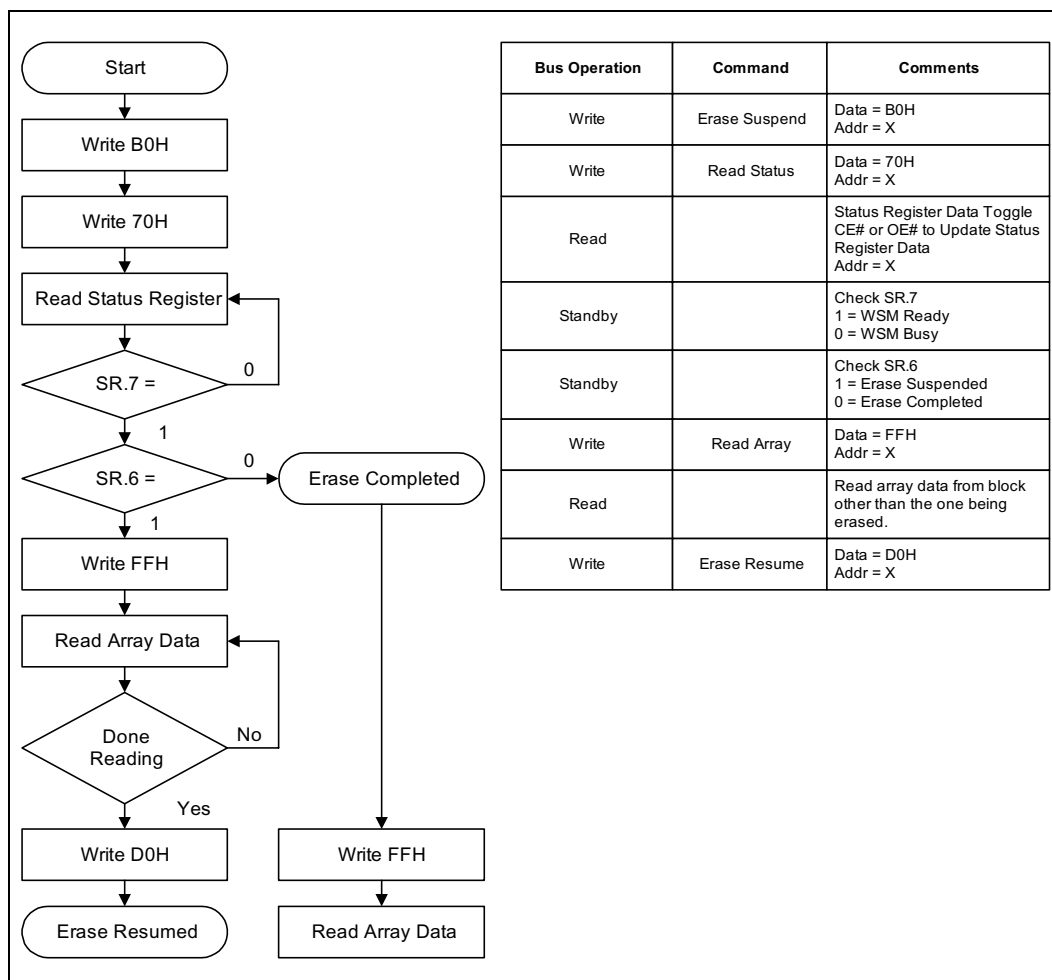 Start
Write B0H
Write 70H
Read Status Register
SR.7 =
0
1
SR.6 =
0
Erase Completed
1
Write FFH
Read Array Data
Done
Reading
No
Yes
Write D0H
Write FFH
Erase Resumed
Read Array Data
Bus Operation Command Comments
Write Erase Suspend Data = B0H
Addr = X
Write Read Status Data = 70H
Addr = X
Read Status Register Data Toggle
CE# or OE# to Update Status
Register Data
Addr = X
Standby Check SR.7
1 = WSM Ready
0 = WSM Busy
Standby Check SR.6
1 = Erase Suspended
0 = Erase Completed
Write Read Array Data = FFH
Addr = X
Read Read array data from block
other than the one being
erased.
Write Erase Resume Data = D0H
Addr = X